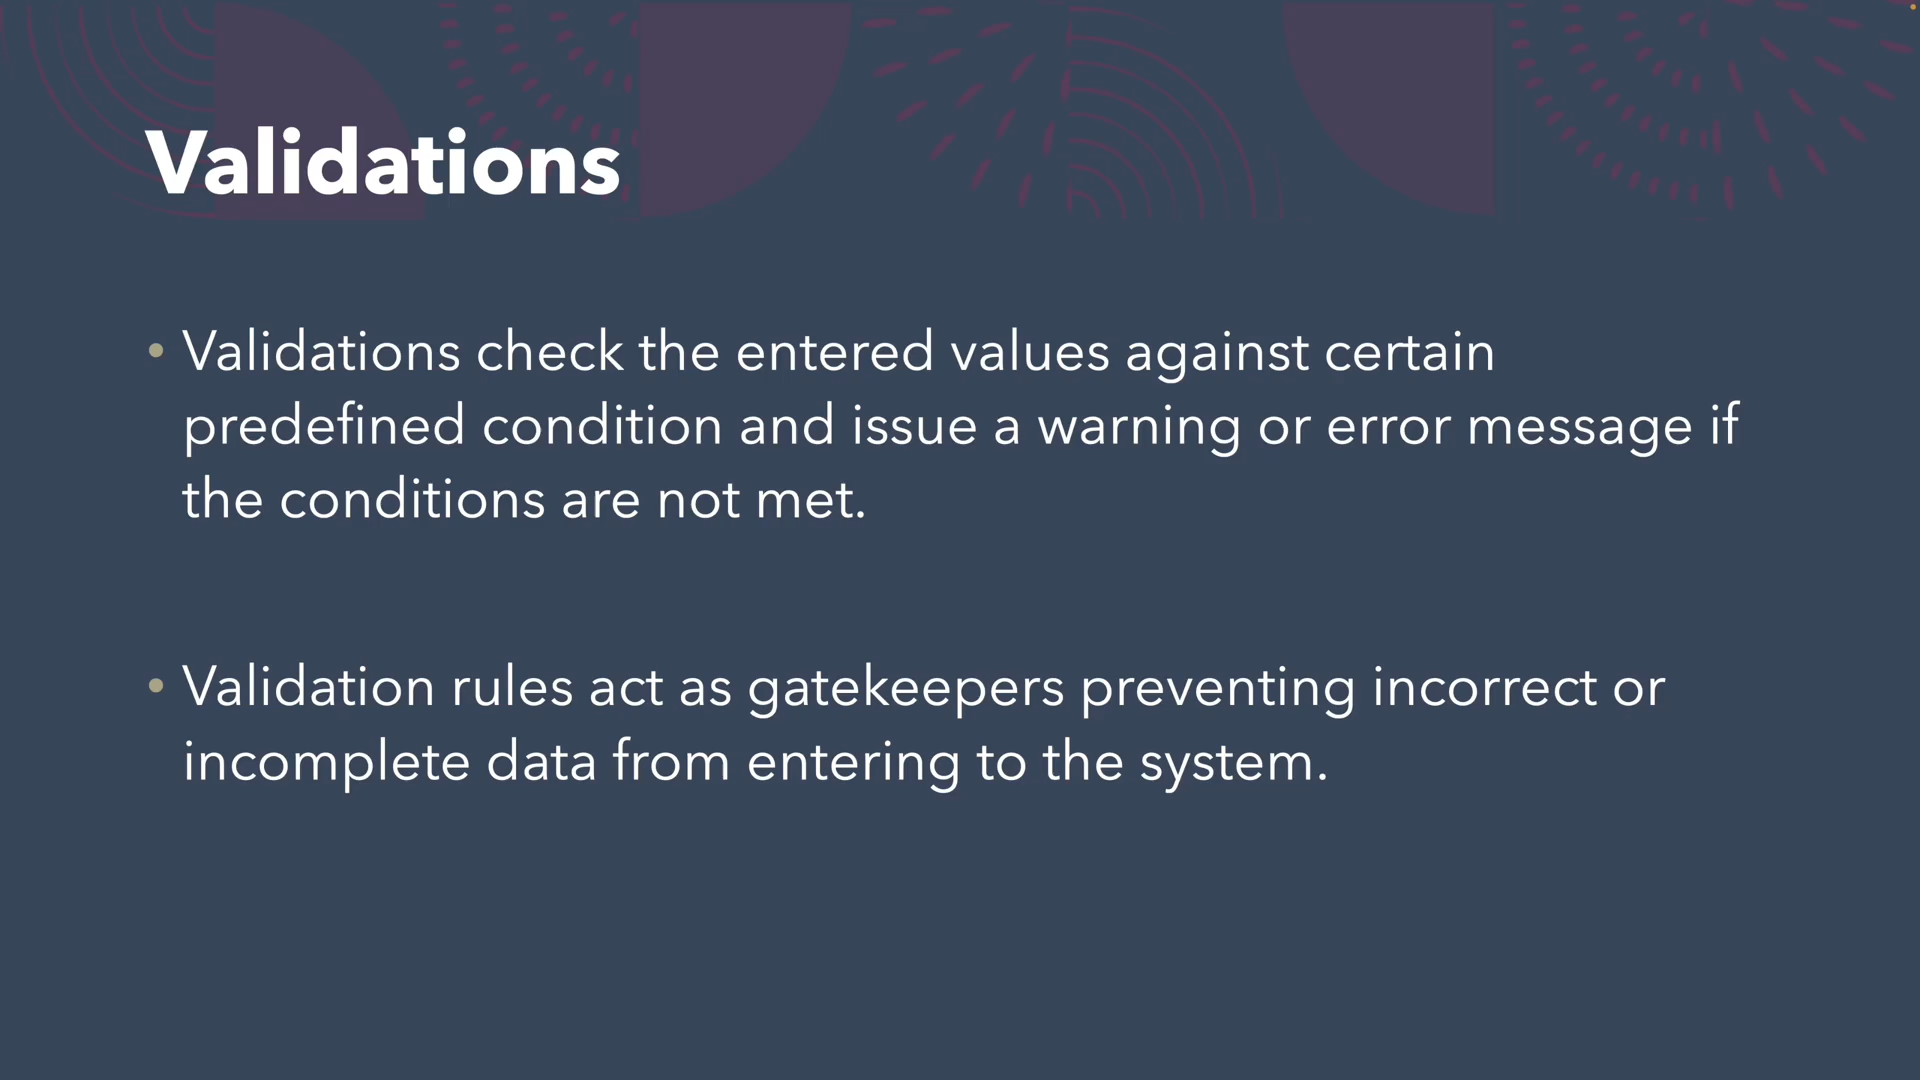 Validations
• Validations check the entered values against certain
predefined condition and issue a warning or error message if
the conditions are not met.
• Validation rules act as gatekeepers preventing incorrect or
incomplete data from entering to the system.